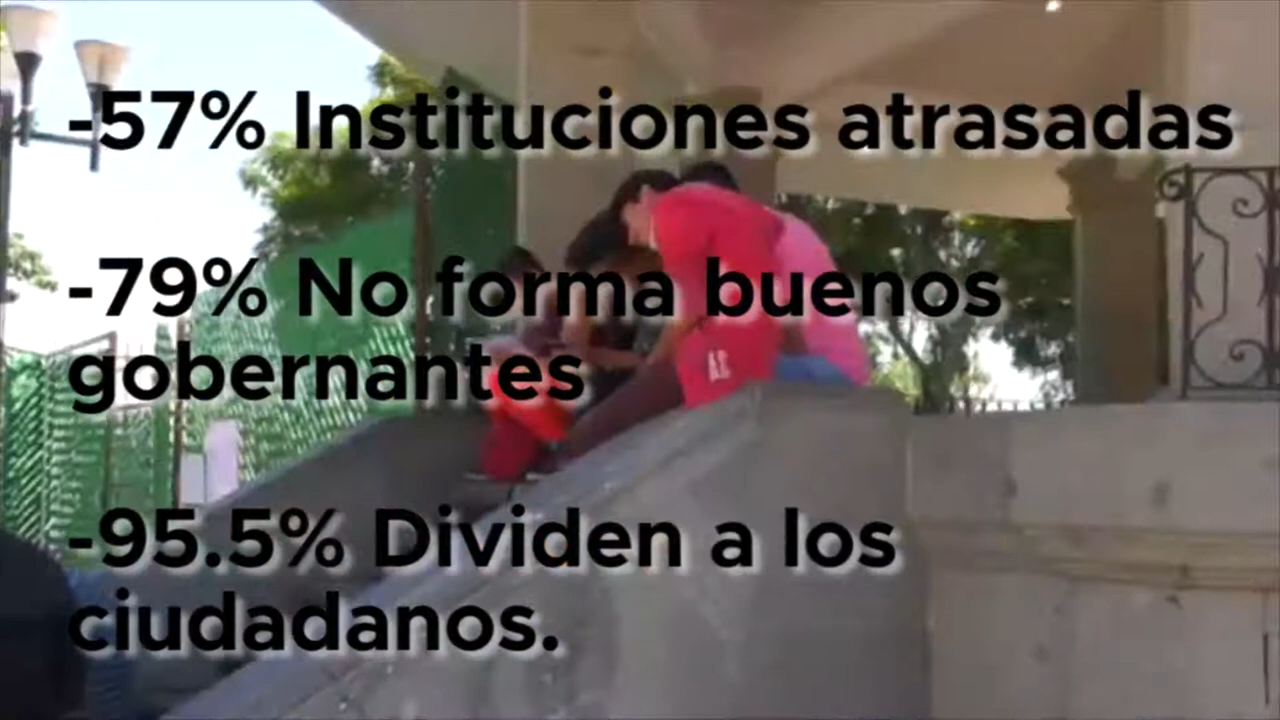 -57% Instituciones atrasadas
-79% No forma buenos
gobernantes
-95.5% Dividen a los
ciudadanos.